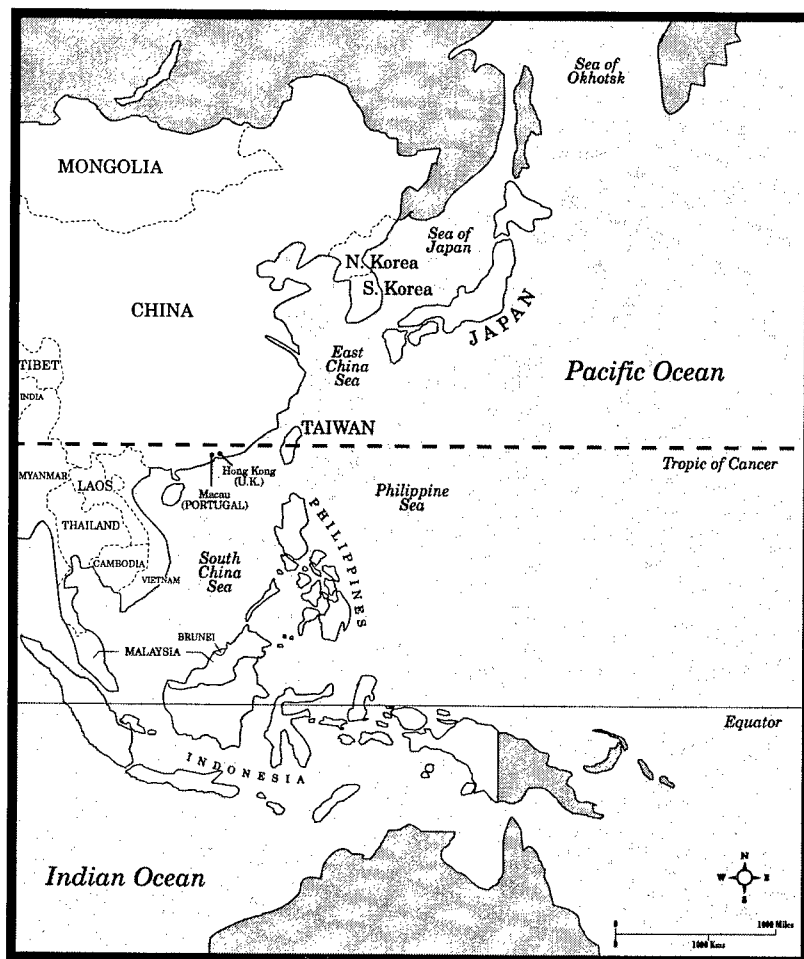 Sea of
Okhotsk
MONGOLIA
Sea of
Japan
N. Korea
S. Korea
CHINA
JAPAN
East
China
Sea
TIBET
INDIA
Pacific Ocean
TAIWAN
Tropic of Cancer
Hong Kong
(U.K.)
MYANMAR
LAOS
Macau
(PORTUGAL)
Philippine
Sea
THAILAND
PHILIPPINES
South
China
Sea
CAMBODIA
VIETNAM
BRUNEI
MALAYSIA
Equator
INDONESIA
Indian Ocean
N
W E
S
0 1000 Miles
0 1000 Kms